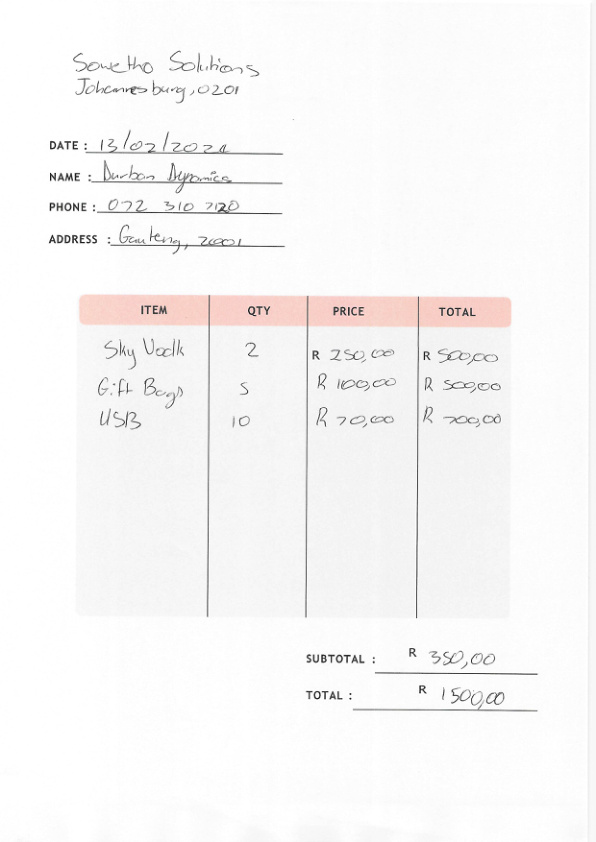 Sowetho Solutions
Johannesburg, 0201
DATE : 13/02/2021
NAME : Durban Dynamics
PHONE : 072 310 7120
ADDRESS : Gauteng, 20001
ITEM QTY PRICE TOTAL
Sky Vodk 2 R 250,00 R 500,00
Gift Bags 5 R 100,00 R 500,00
USB 10 R 70,00 R 700,00
SUBTOTAL : R 350,00
TOTAL : R 1500,00